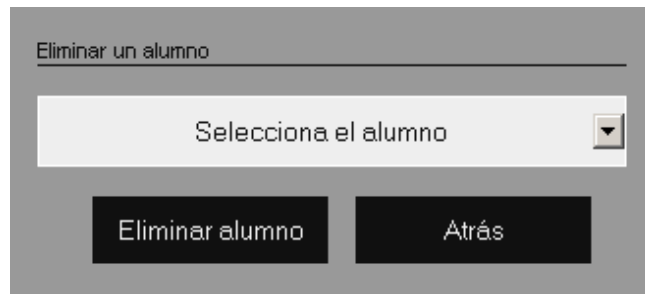 Eliminar un alumno
Selecciona el alumno
Eliminar alumno
Atrás